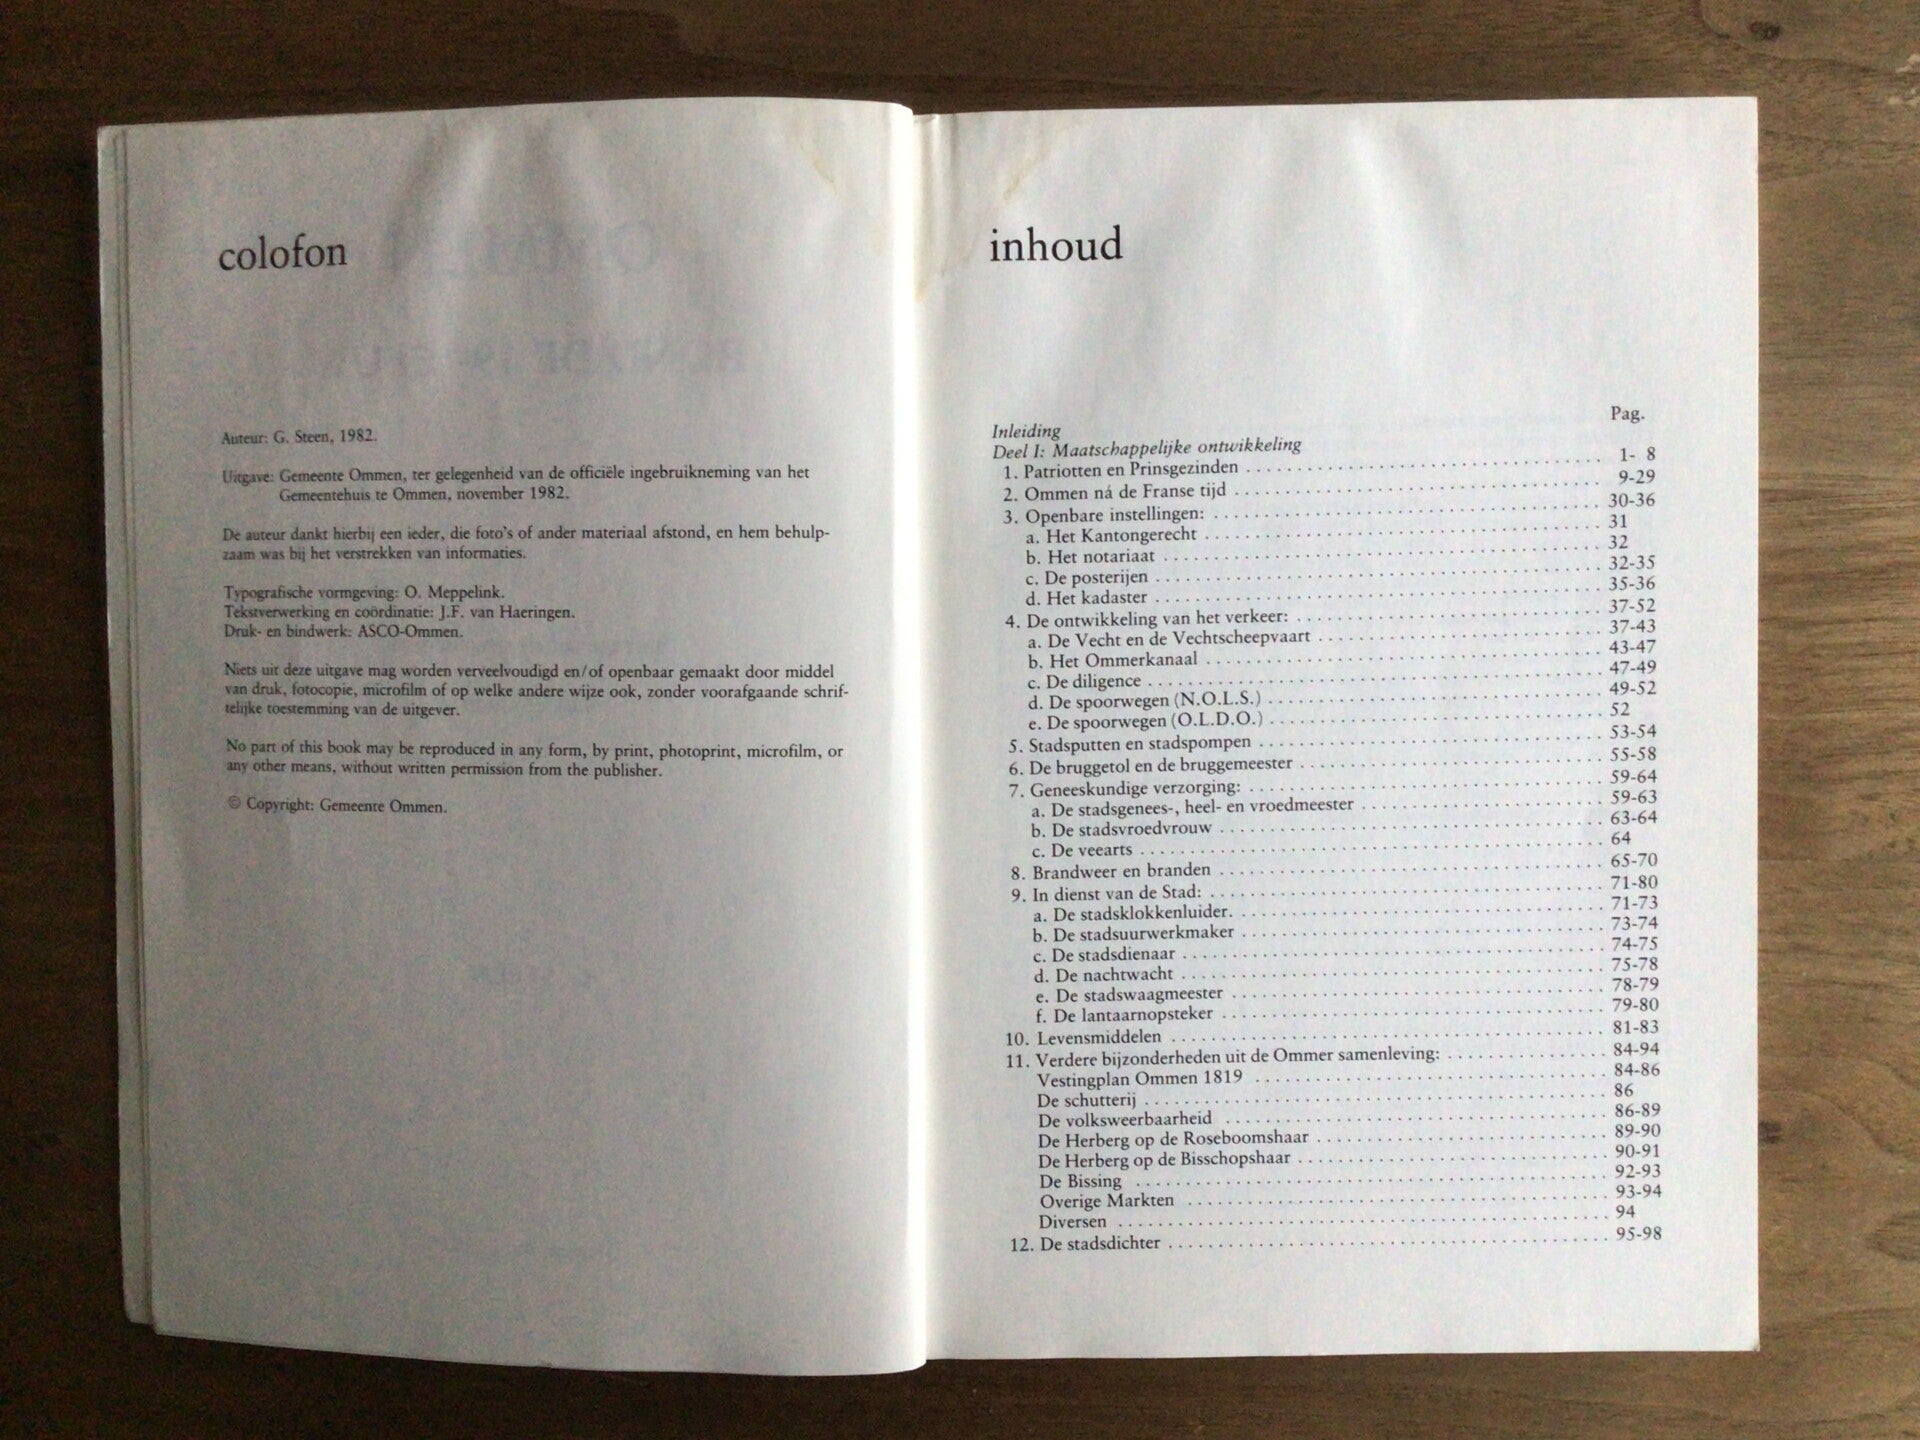 colofon
Auteur: G. Steen, 1982.
Uitgave: Gemeente Ommen, ter gelegenheid van de officiële ingebruikneming van het
Gemeentehuis te Ommen, november 1982.
De auteur dankt hierbij een ieder, die foto's of ander materiaal afstond, en hem behulp-
zaam was bij het verstrekken van informaties.
Typografische vormgeving: O. Meppelink.
Tekstverwerking en coördinatie: J.F. van Haeringen.
Druk- en bindwerk: ASCO-Ommen.
Niets uit deze uitgave mag worden verveelvoudigd en/of openbaar gemaakt door middel
van druk, fotocopie, microfilm of op welke andere wijze ook, zonder voorafgaande schrif-
telijke toestemming van de uitgever.
No part of this book may be reproduced in any form, by print, photoprint, microfilm, or
any other means, without written permission from the publisher.
© Copyright: Gemeente Ommen.
inhoud
Pag.
Inleiding
Deel I: Maatschappelijke ontwikkeling
1. Patriotten en Prinsgezinden . . . . . . . . . . 1- 8
2. Ommen ná de Franse tijd . . . . . . . . . . 9-29
3. Openbare instellingen: . . . . . . . . . . 30-36
a. Het Kantongerecht . . . . . . . . . . 31
b. Het notariaat . . . . . . . . . . 32
c. De posterijen . . . . . . . . . . 32-35
d. Het kadaster . . . . . . . . . . 35-36
4. De ontwikkeling van het verkeer: . . . . . . . . . . 37-52
a. De Vecht en de Vechtscheepvaart . . . . . . . . . . 37-43
b. Het Ommerkanaal . . . . . . . . . . 43-47
c. De diligence . . . . . . . . . . 47-49
d. De spoorwegen (N.O.L.S.) . . . . . . . . . . 49-52
e. De spoorwegen (O.L.D.O.) . . . . . . . . . . 52
5. Stadsputten en stadspompen . . . . . . . . . . 53-54
6. De bruggetol en de bruggemeester . . . . . . . . . . 55-58
7. Geneeskundige verzorging: . . . . . . . . . . 59-64
a. De stadsgenees-, heel- en vroedmeester . . . . . . . . . . 59-63
b. De stadsvroedvrouw . . . . . . . . . . 63-64
c. De veearts . . . . . . . . . . 64
8. Brandweer en branden . . . . . . . . . . 65-70
9. In dienst van de Stad: . . . . . . . . . . 71-80
a. De stadsklokkenluider. . . . . . . . . . . 71-73
b. De stadsuurwerkmaker . . . . . . . . . . 73-74
c. De stadsdienaar . . . . . . . . . . 74-75
d. De nachtwacht . . . . . . . . . . 75-78
e. De stadswaagmeester . . . . . . . . . . 78-79
f. De lantaarnopsteker . . . . . . . . . . 79-80
10. Levensmiddelen . . . . . . . . . . 81-83
11. Verdere bijzonderheden uit de Ommer samenleving: . . . . . . . . . . 84-94
Vestingplan Ommen 1819 . . . . . . . . . . 84-86
De schutterij . . . . . . . . . . 86
De volksweerbaarheid . . . . . . . . . . 86-89
De Herberg op de Roseboomshaar . . . . . . . . . . 89-90
De Herberg op de Bisschopshaar . . . . . . . . . . 90-91
De Bissing . . . . . . . . . . 92-93
Overige Markten . . . . . . . . . . 93-94
Diversen . . . . . . . . . . 94
12. De stadsdichter . . . . . . . . . . 95-98